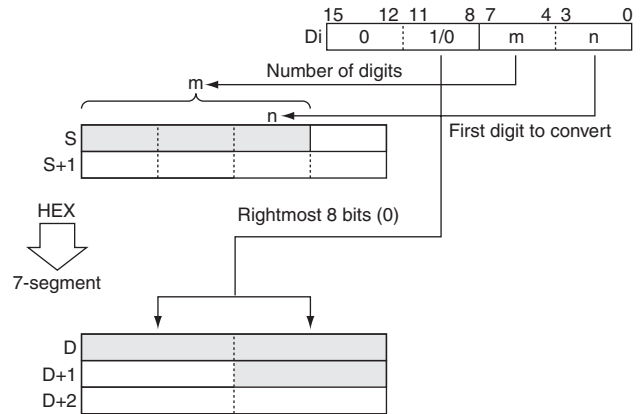 15 12 11 8 7 4 3 0
Di 0 1/0 m n
Number of digits
m
n
First digit to convert
S
S+1
Rightmost 8 bits (0)
HEX
7-segment
D
D+1
D+2